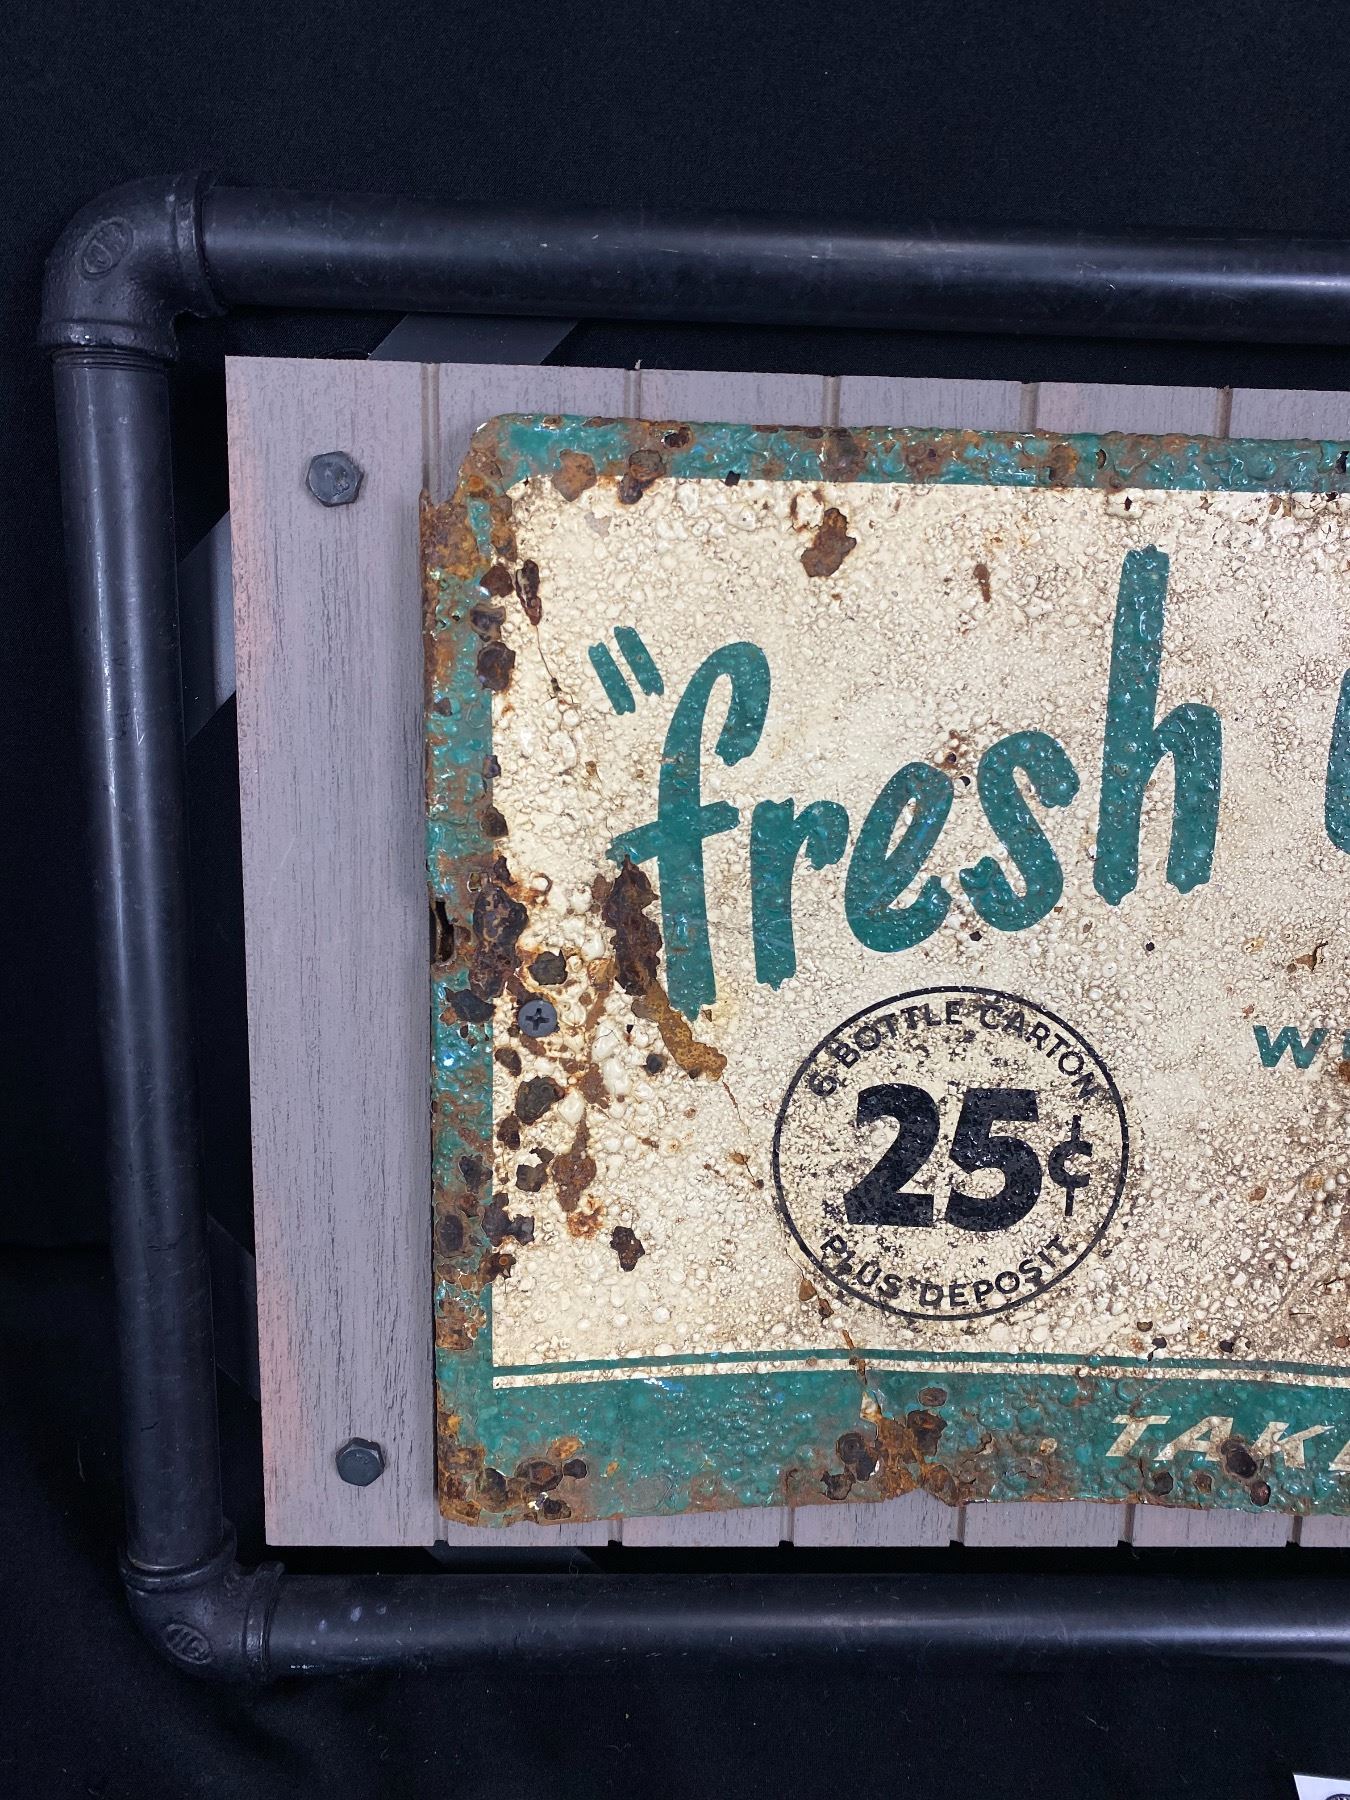 "fresh
6 BOTTLE CARTON
25¢
PLUS DEPOSIT